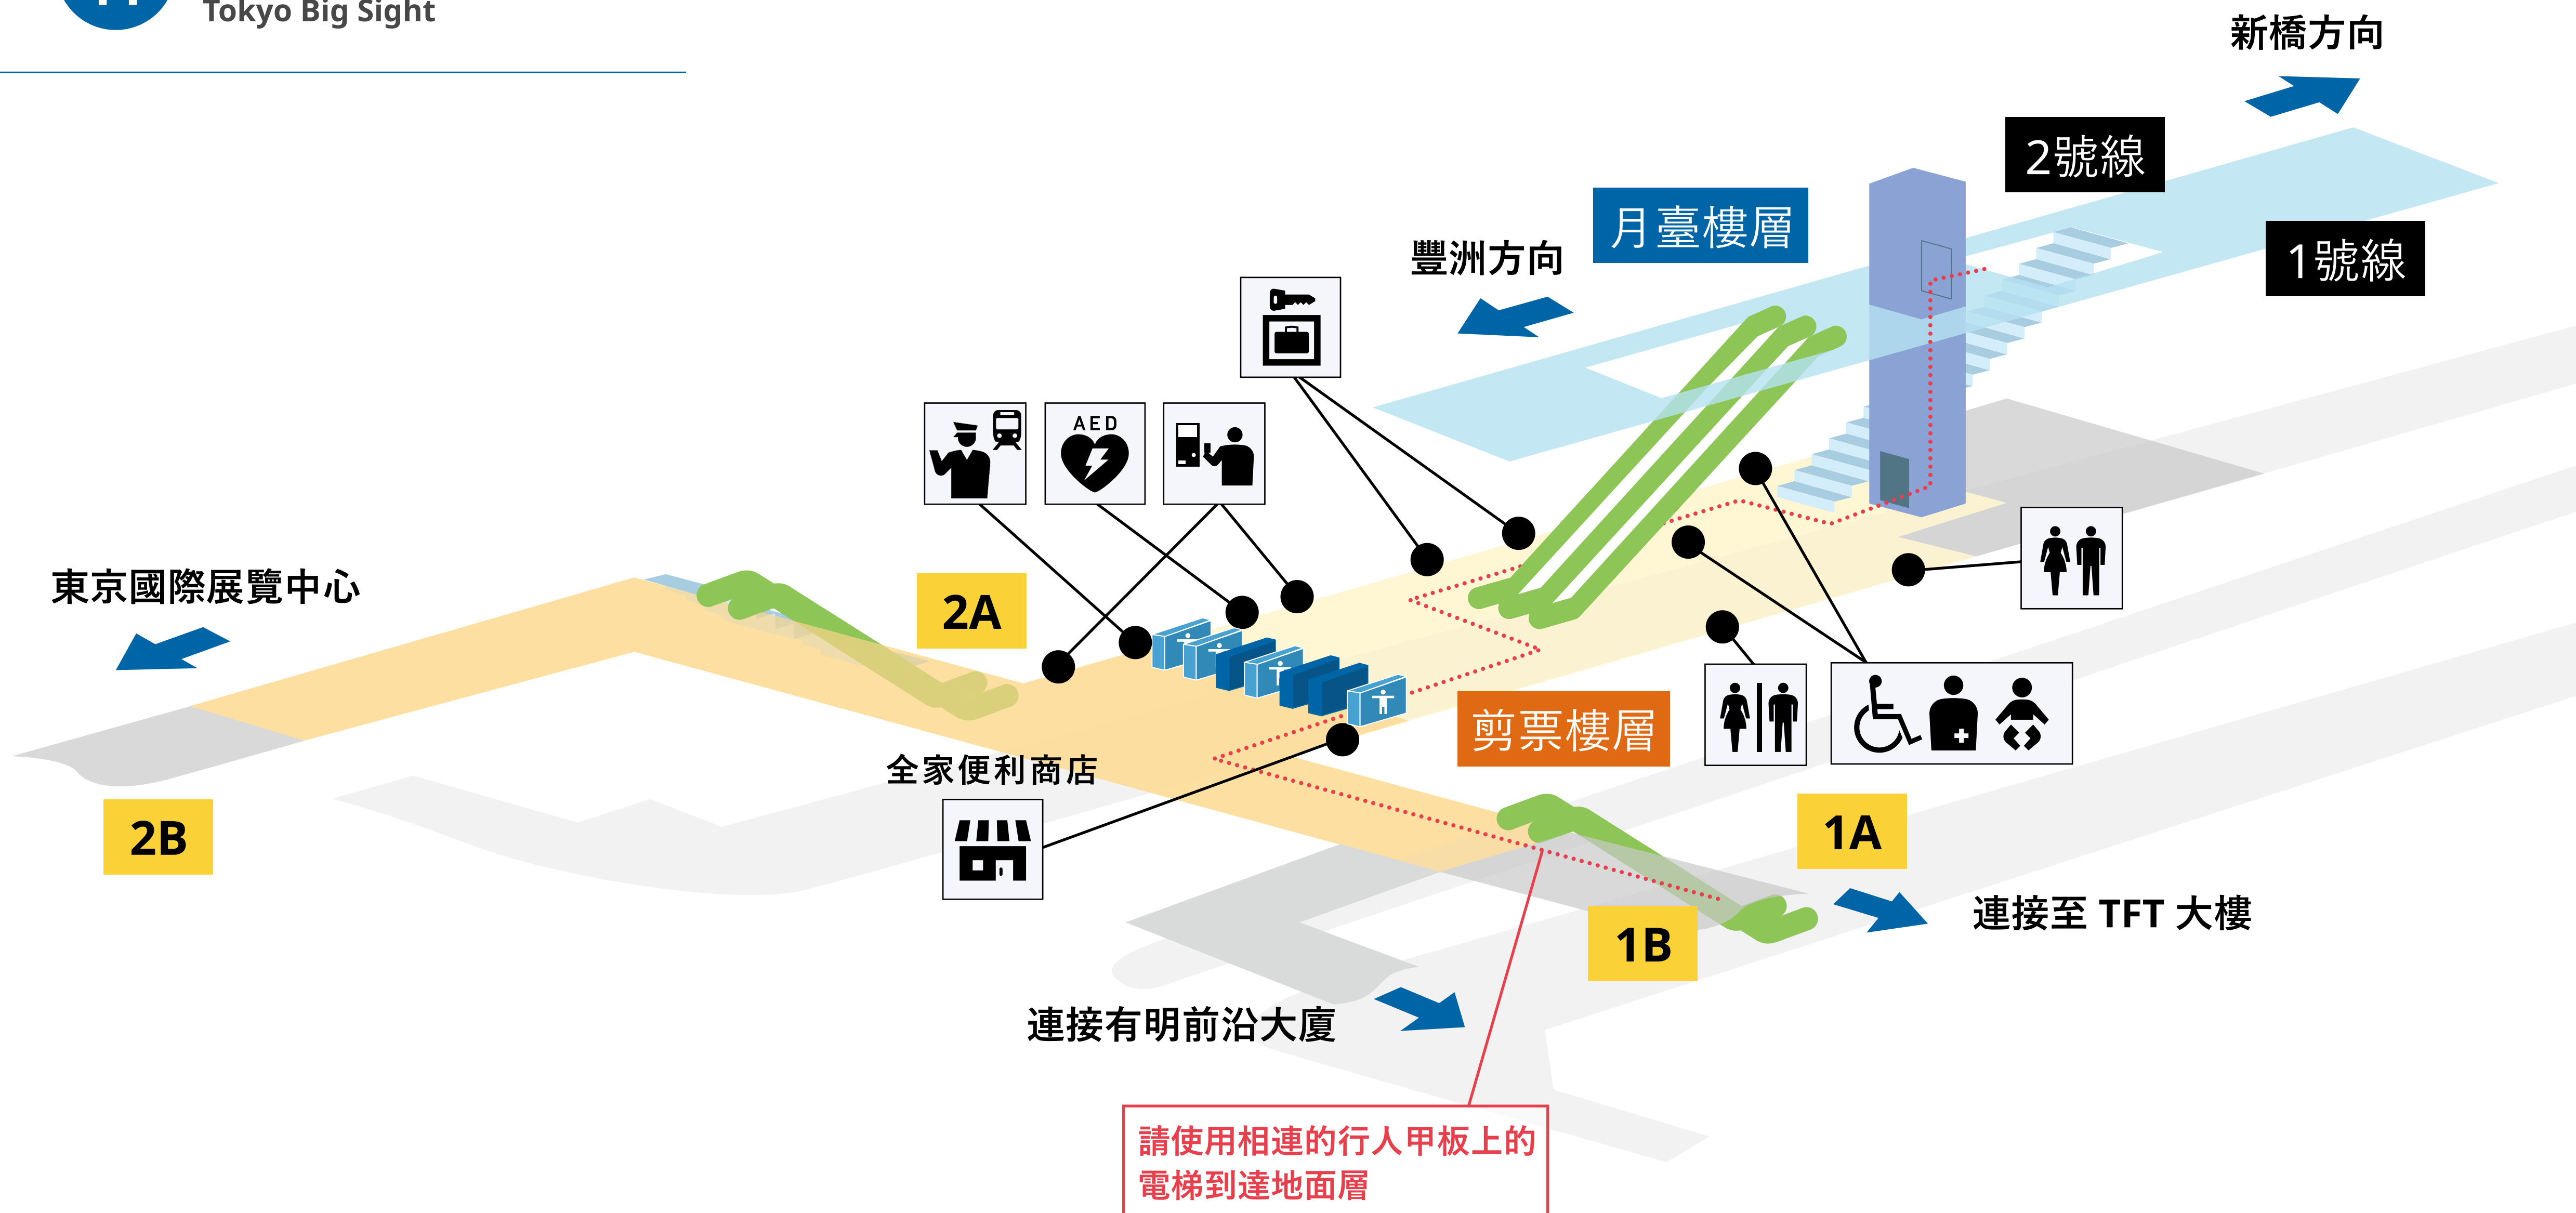 Tokyo Big Sight
新橋方向
2號線
月臺樓層
1號線
豐洲方向
AED
東京國際展覽中心
2A
剪票樓層
全家便利商店
2B
1A
1B
連接至 TFT 大樓
連接有明前沿大廈
請使用相連的行人甲板上的
電梯到達地面層